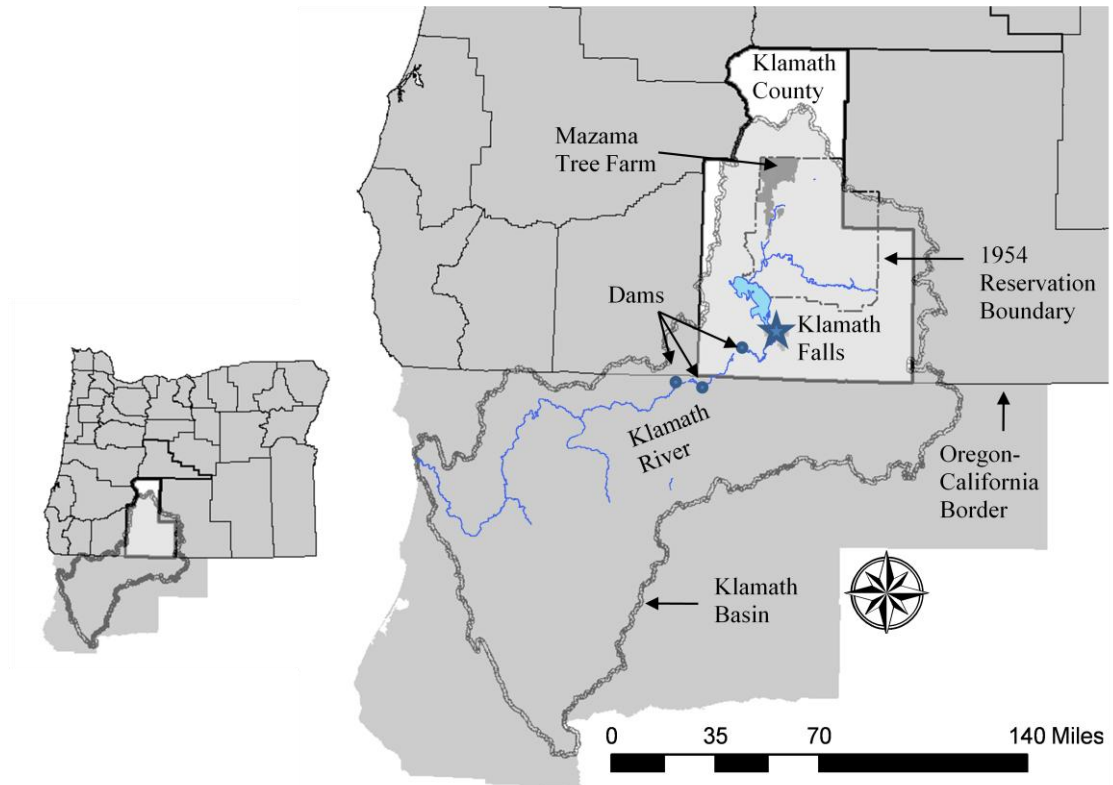 Klamath
County
Mazama
Tree Farm
1954
Reservation
Boundary
Dams
Klamath
Falls
Klamath
River
Oregon-
California
Border
Klamath
Basin
0 35 70 140 Miles